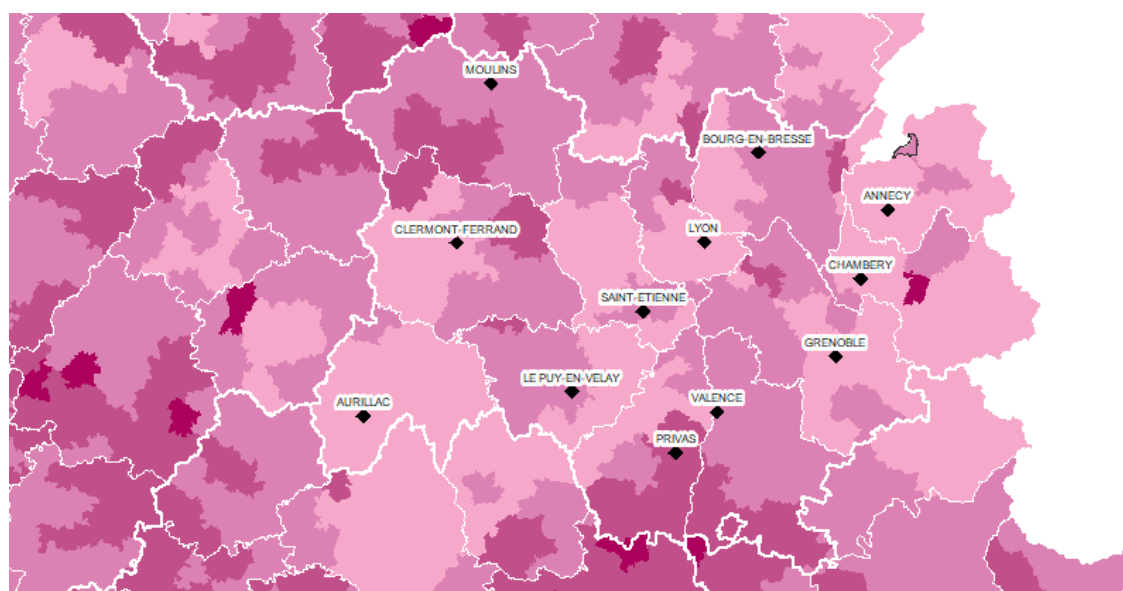 MOULINS
BOURG-EN-BRESSE
ANNECY
CLERMONT-FERRAND
LYON
CHAMBERY
SAINT-ETIENNE
GRENOBLE
LE PUY-EN-VELAY
AURILLAC
VALENCE
PRIVAS